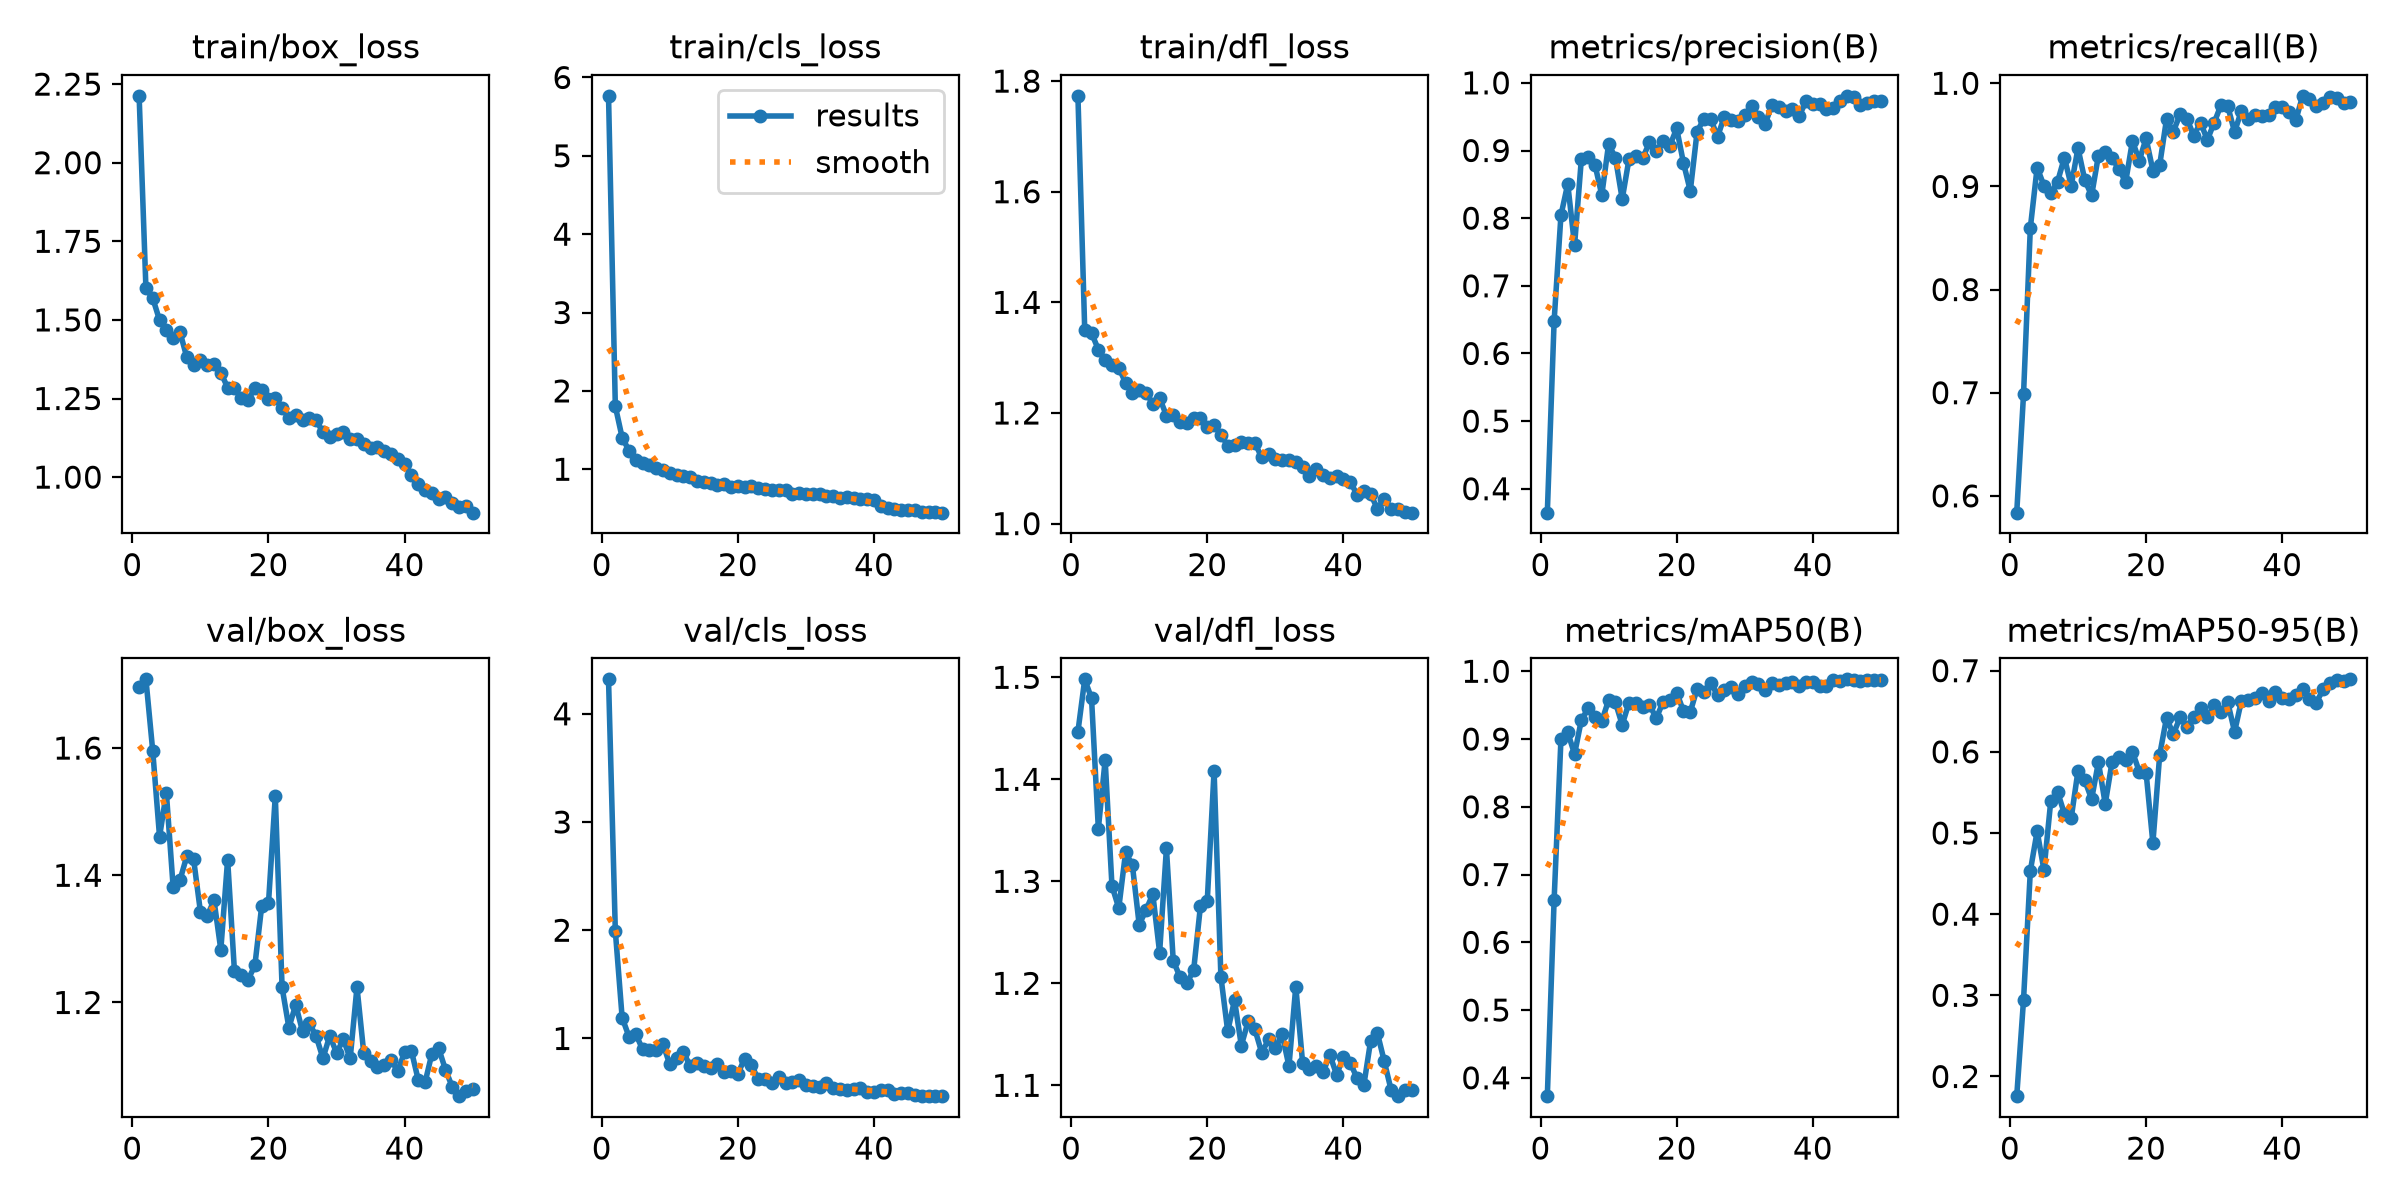 train/box_loss
train/cls_loss
train/dfl_loss
metrics/precision(B)
metrics/recall(B)
2.25
2.00
1.75
1.50
1.25
1.00
0 20 40
6
5
4
3
2
1
0 20 40
results
smooth
1.8
1.6
1.4
1.2
1.0
0 20 40
1.0
0.9
0.8
0.7
0.6
0.5
0.4
0 20 40
1.0
0.9
0.8
0.7
0.6
0 20 40
val/box_loss
val/cls_loss
val/dfl_loss
metrics/mAP50(B)
metrics/mAP50-95(B)
1.6
1.4
1.2
0 20 40
4
3
2
1
0 20 40
1.5
1.4
1.3
1.2
1.1
0 20 40
1.0
0.9
0.8
0.7
0.6
0.5
0.4
0 20 40
0.7
0.6
0.5
0.4
0.3
0.2
0 20 40